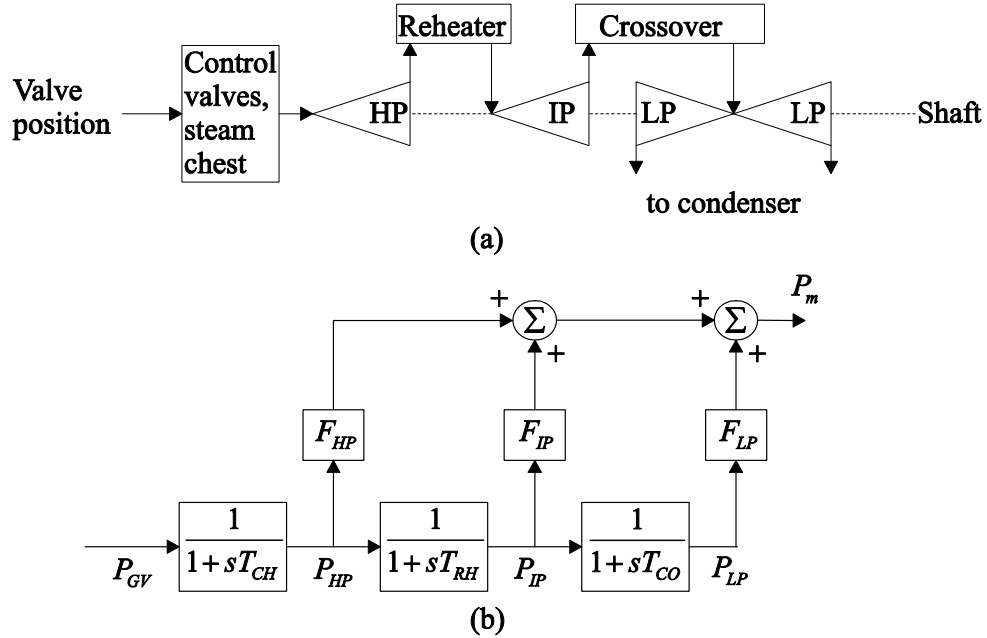 Reheater
Crossover
Valve
position
Control
valves,
steam
chest
HP
IP
LP
LP
Shaft
to condenser
(a)
+
Σ
+
+
Σ
+
P_m
F_HP
F_IP
F_LP
P_GV
1
1+sT_CH
P_HP
1
1+sT_RH
P_IP
1
1+sT_CO
P_LP
(b)